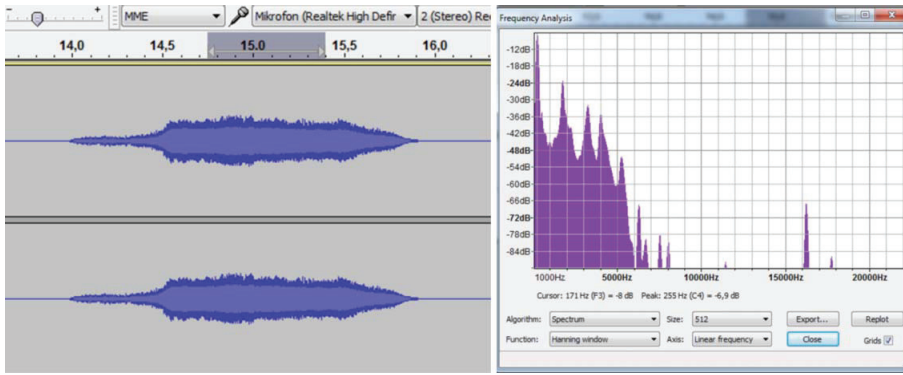 - +
MME
Mikrofon (Realtek High Defir
2 (Stereo) Re
14,0 14,5 15,0 15,5 16,0
Frequency Analysis
-12dB
-18dB
-24dB
-30dB
-36dB
-42dB
-48dB
-54dB
-60dB
-66dB
-72dB
-78dB
-84dB
1000Hz 5000Hz 10000Hz 15000Hz 20000Hz
Cursor: 171 Hz (F3) = -8 dB Peak: 255 Hz (C4) = -6,9 dB
Algorithm: Spectrum Size: 512 Export... Replot
Function: Hanning window Axis: Linear frequency Close Grids